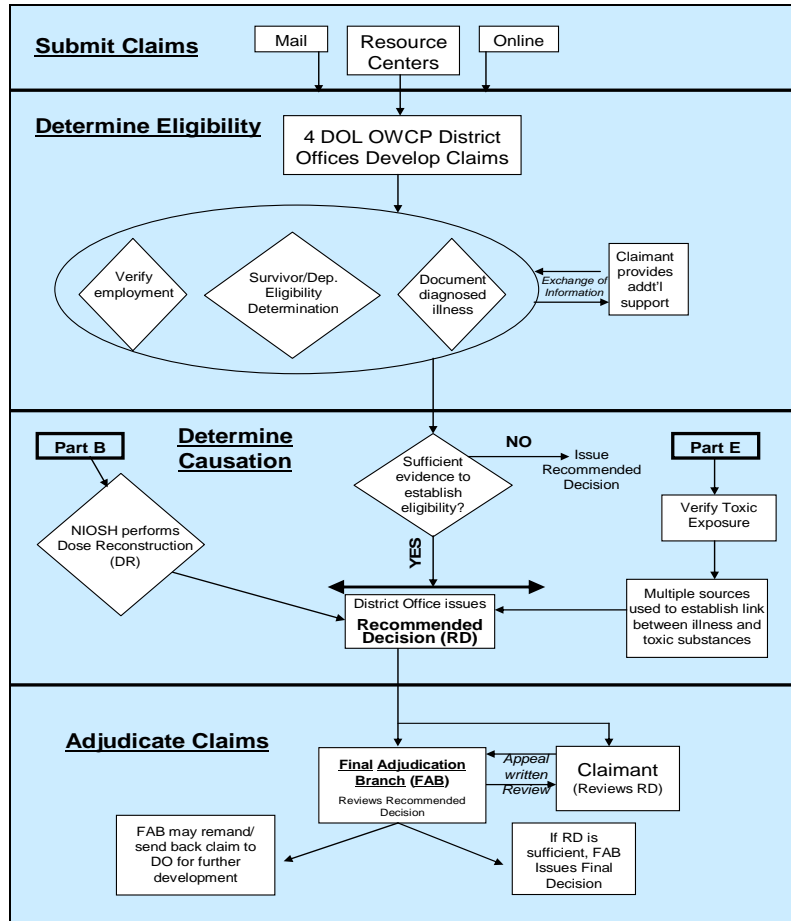 Submit Claims
Mail
Resource
Centers
Online
Determine Eligibility
4 DOL OWCP District
Offices Develop Claims
Verify
employment
Survivor/Dep.
Eligibility
Determination
Document
diagnosed
illness
Exchange of
Information
Claimant
provides
addt'l
support
Part B
Determine
Causation
NO
Issue
Recommended
Decision
Part E
Sufficient
evidence to
establish
eligibility?
Verify Toxic
Exposure
NIOSH performs
Dose Reconstruction
(DR)
YES
District Office issues
Recommended
Decision (RD)
Multiple sources
used to establish link
between illness and
toxic substances
Adjudicate Claims
Final Adjudication
Branch (FAB)
Reviews Recommended
Decision
Appeal
written
Review
Claimant
(Reviews RD)
FAB may remand/
send back claim to
DO for further
development
If RD is
sufficient, FAB
Issues Final
Decision